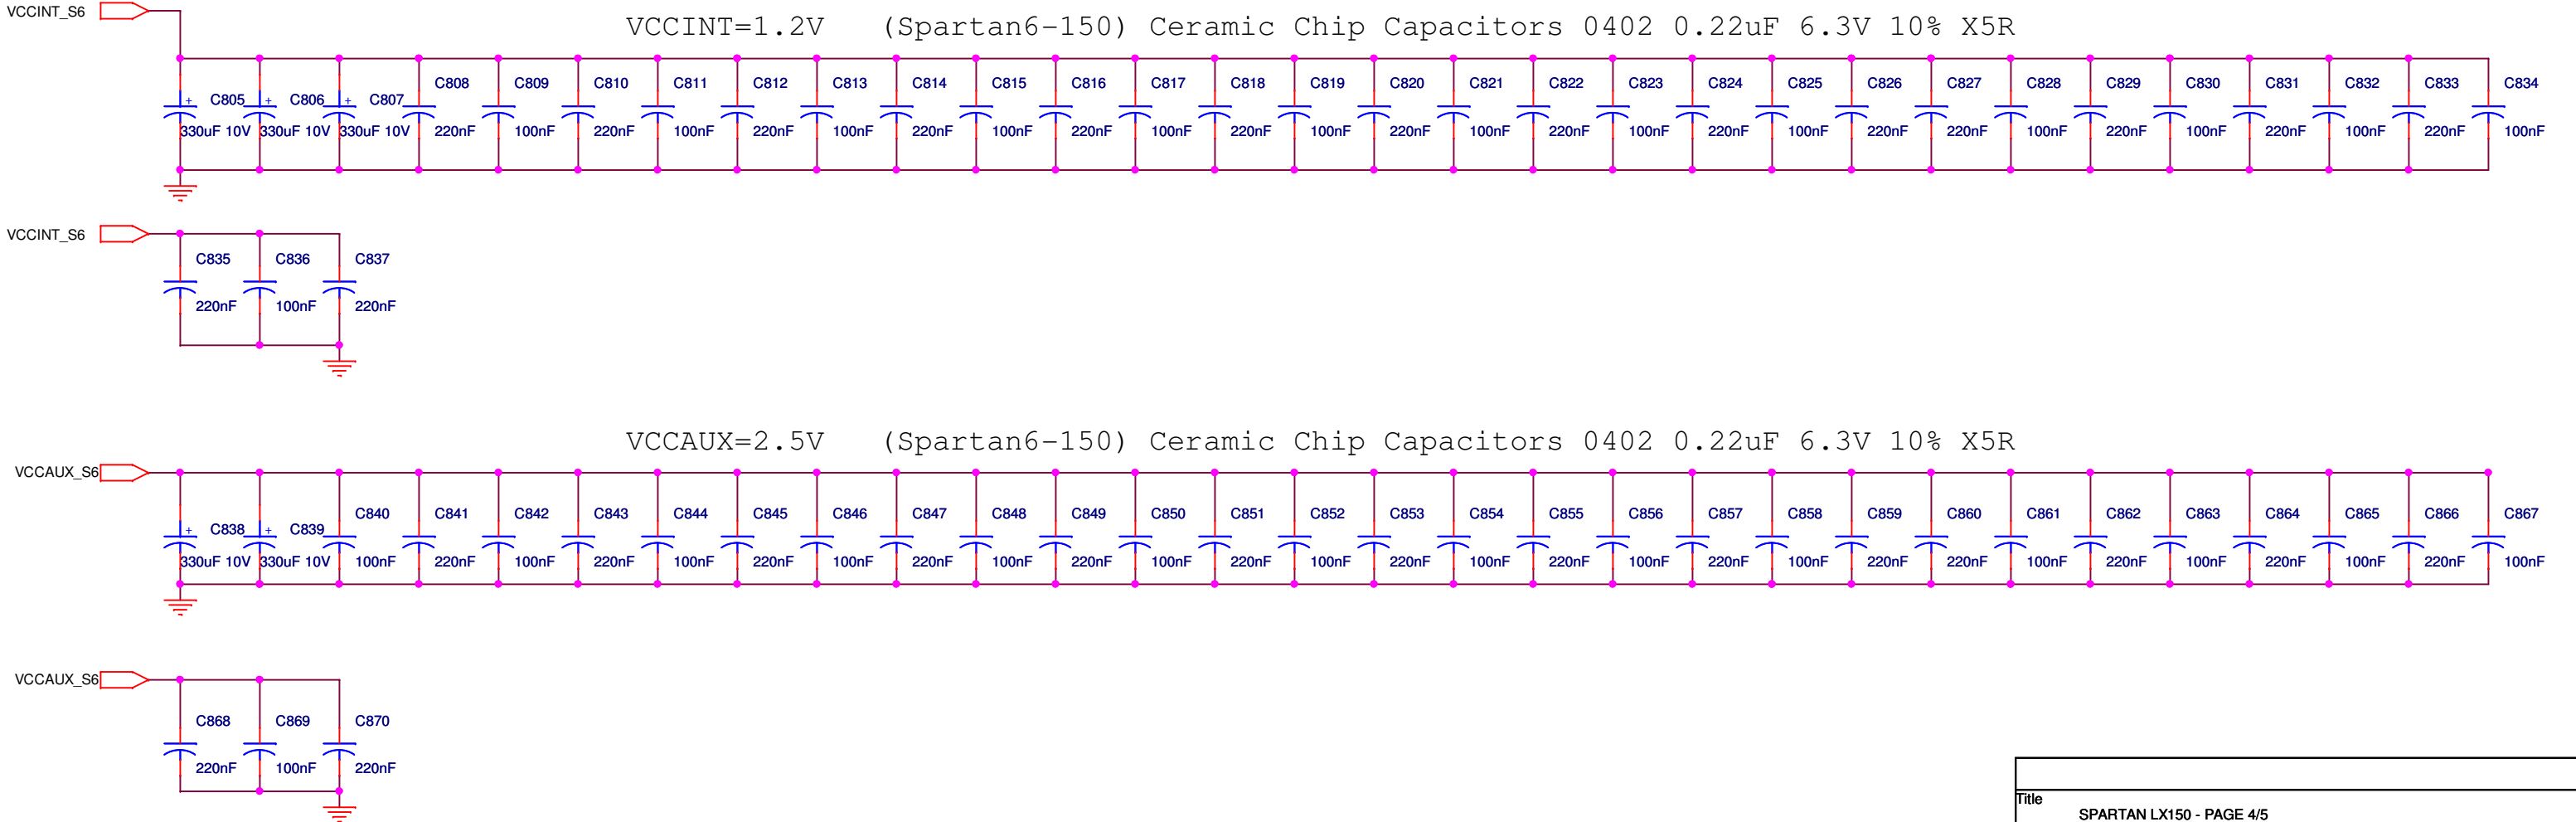 VCCINT_S6
VCCINT=1.2V (Spartan6-150) Ceramic Chip Capacitors 0402 0.22uF 6.3V 10% X5R
C805 C806 C807 C808 C809 C810 C811 C812 C813 C814 C815 C816 C817 C818 C819 C820 C821 C822 C823 C824 C825 C826 C827 C828 C829 C830 C831 C832 C833 C834
+ + +
330uF 10V 330uF 10V 330uF 10V 220nF 100nF 220nF 100nF 220nF 100nF 220nF 100nF 220nF 100nF 220nF 100nF 220nF 100nF 220nF 100nF 220nF 100nF 220nF 220nF 100nF 220nF 100nF 220nF 100nF 220nF 100nF
VCCINT_S6
C835 C836 C837
220nF 100nF 220nF
VCCAUX=2.5V (Spartan6-150) Ceramic Chip Capacitors 0402 0.22uF 6.3V 10% X5R
VCCAUX_S6
C838 C839 C840 C841 C842 C843 C844 C845 C846 C847 C848 C849 C850 C851 C852 C853 C854 C855 C856 C857 C858 C859 C860 C861 C862 C863 C864 C865 C866 C867
+ +
330uF 10V 330uF 10V 100nF 220nF 100nF 220nF 100nF 220nF 100nF 220nF 100nF 220nF 100nF 220nF 100nF 220nF 100nF 220nF 100nF 220nF 100nF 220nF 220nF 100nF 220nF 100nF 220nF 100nF 220nF 100nF
VCCAUX_S6
C868 C869 C870
220nF 100nF 220nF
Title
SPARTAN LX150 - PAGE 4/5